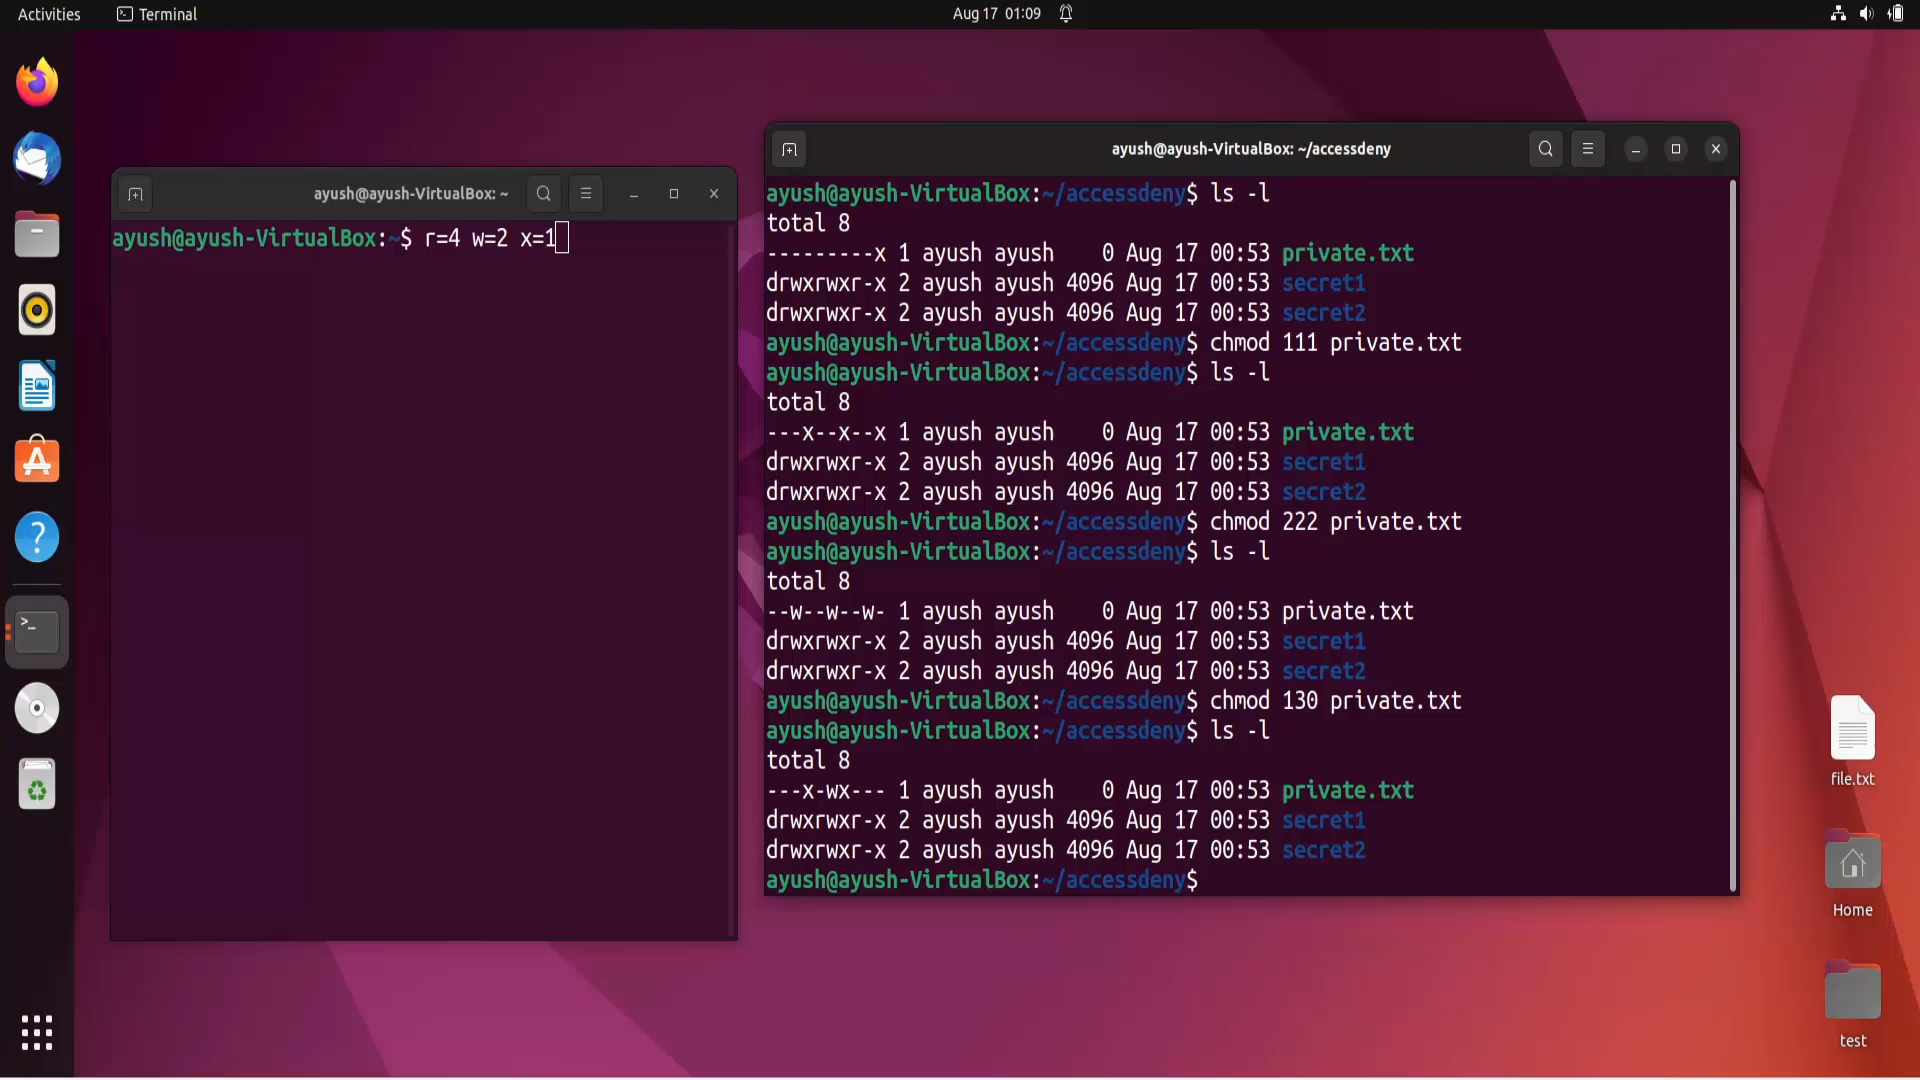 Activities
Terminal
Aug 17 01:09
ayush@ayush-VirtualBox: ~
ayush@ayush-VirtualBox:~$ r=4 w=2 x=1
ayush@ayush-VirtualBox: ~/accessdeny
ayush@ayush-VirtualBox:~/accessdeny$ ls -l
total 8
---------x 1 ayush ayush    0 Aug 17 00:53 private.txt
drwxrwxr-x 2 ayush ayush 4096 Aug 17 00:53 secret1
drwxrwxr-x 2 ayush ayush 4096 Aug 17 00:53 secret2
ayush@ayush-VirtualBox:~/accessdeny$ chmod 111 private.txt
ayush@ayush-VirtualBox:~/accessdeny$ ls -l
total 8
---x--x--x 1 ayush ayush    0 Aug 17 00:53 private.txt
drwxrwxr-x 2 ayush ayush 4096 Aug 17 00:53 secret1
drwxrwxr-x 2 ayush ayush 4096 Aug 17 00:53 secret2
ayush@ayush-VirtualBox:~/accessdeny$ chmod 222 private.txt
ayush@ayush-VirtualBox:~/accessdeny$ ls -l
total 8
--w--w--w- 1 ayush ayush    0 Aug 17 00:53 private.txt
drwxrwxr-x 2 ayush ayush 4096 Aug 17 00:53 secret1
drwxrwxr-x 2 ayush ayush 4096 Aug 17 00:53 secret2
ayush@ayush-VirtualBox:~/accessdeny$ chmod 130 private.txt
ayush@ayush-VirtualBox:~/accessdeny$ ls -l
total 8
---x-wx--- 1 ayush ayush    0 Aug 17 00:53 private.txt
drwxrwxr-x 2 ayush ayush 4096 Aug 17 00:53 secret1
drwxrwxr-x 2 ayush ayush 4096 Aug 17 00:53 secret2
ayush@ayush-VirtualBox:~/accessdeny$
file.txt
Home
test